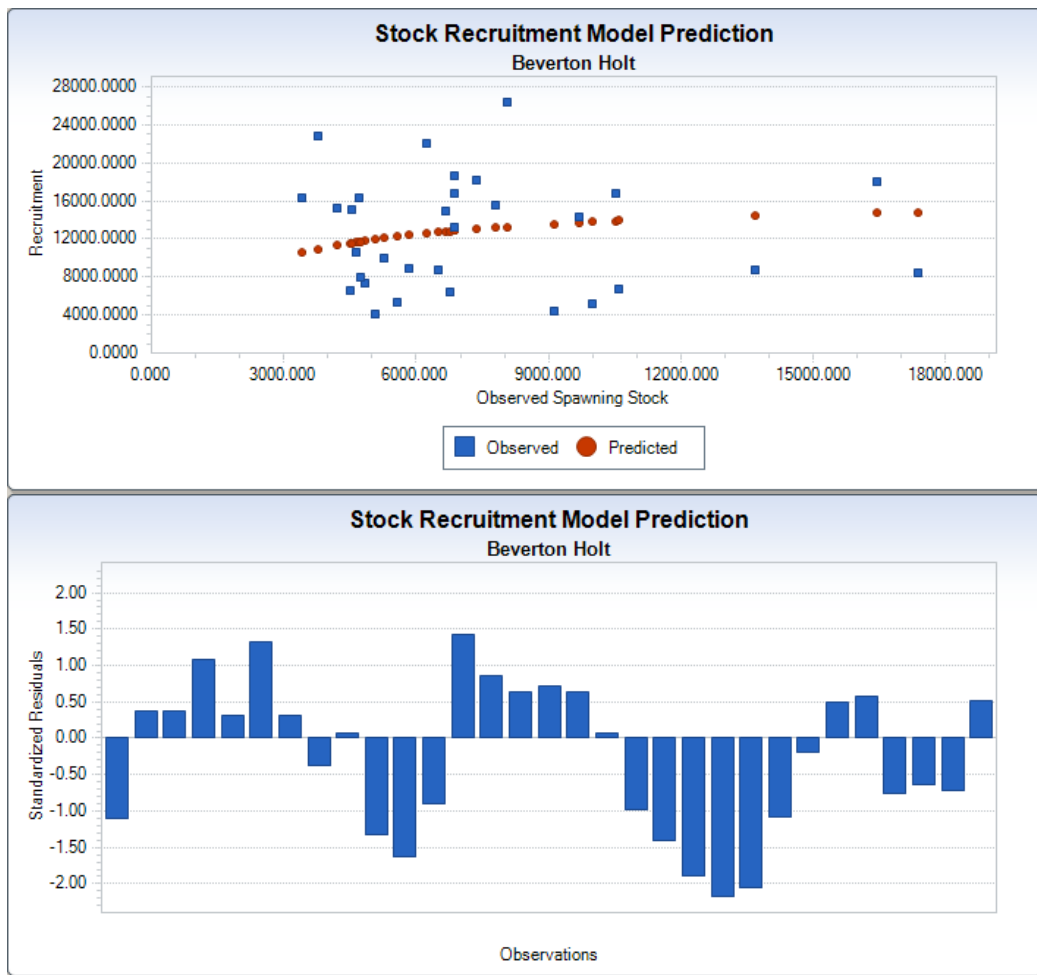 Stock Recruitment Model Prediction
Beverton Holt
28000.0000
24000.0000
20000.0000
16000.0000
12000.0000
8000.0000
4000.0000
0.0000
Recruitment
0.000 3000.000 6000.000 9000.000 12000.000 15000.000 18000.000
Observed Spawning Stock
Observed Predicted
Stock Recruitment Model Prediction
Beverton Holt
2.00
1.50
1.00
0.50
0.00
-0.50
-1.00
-1.50
-2.00
Standardized Residuals
Observations